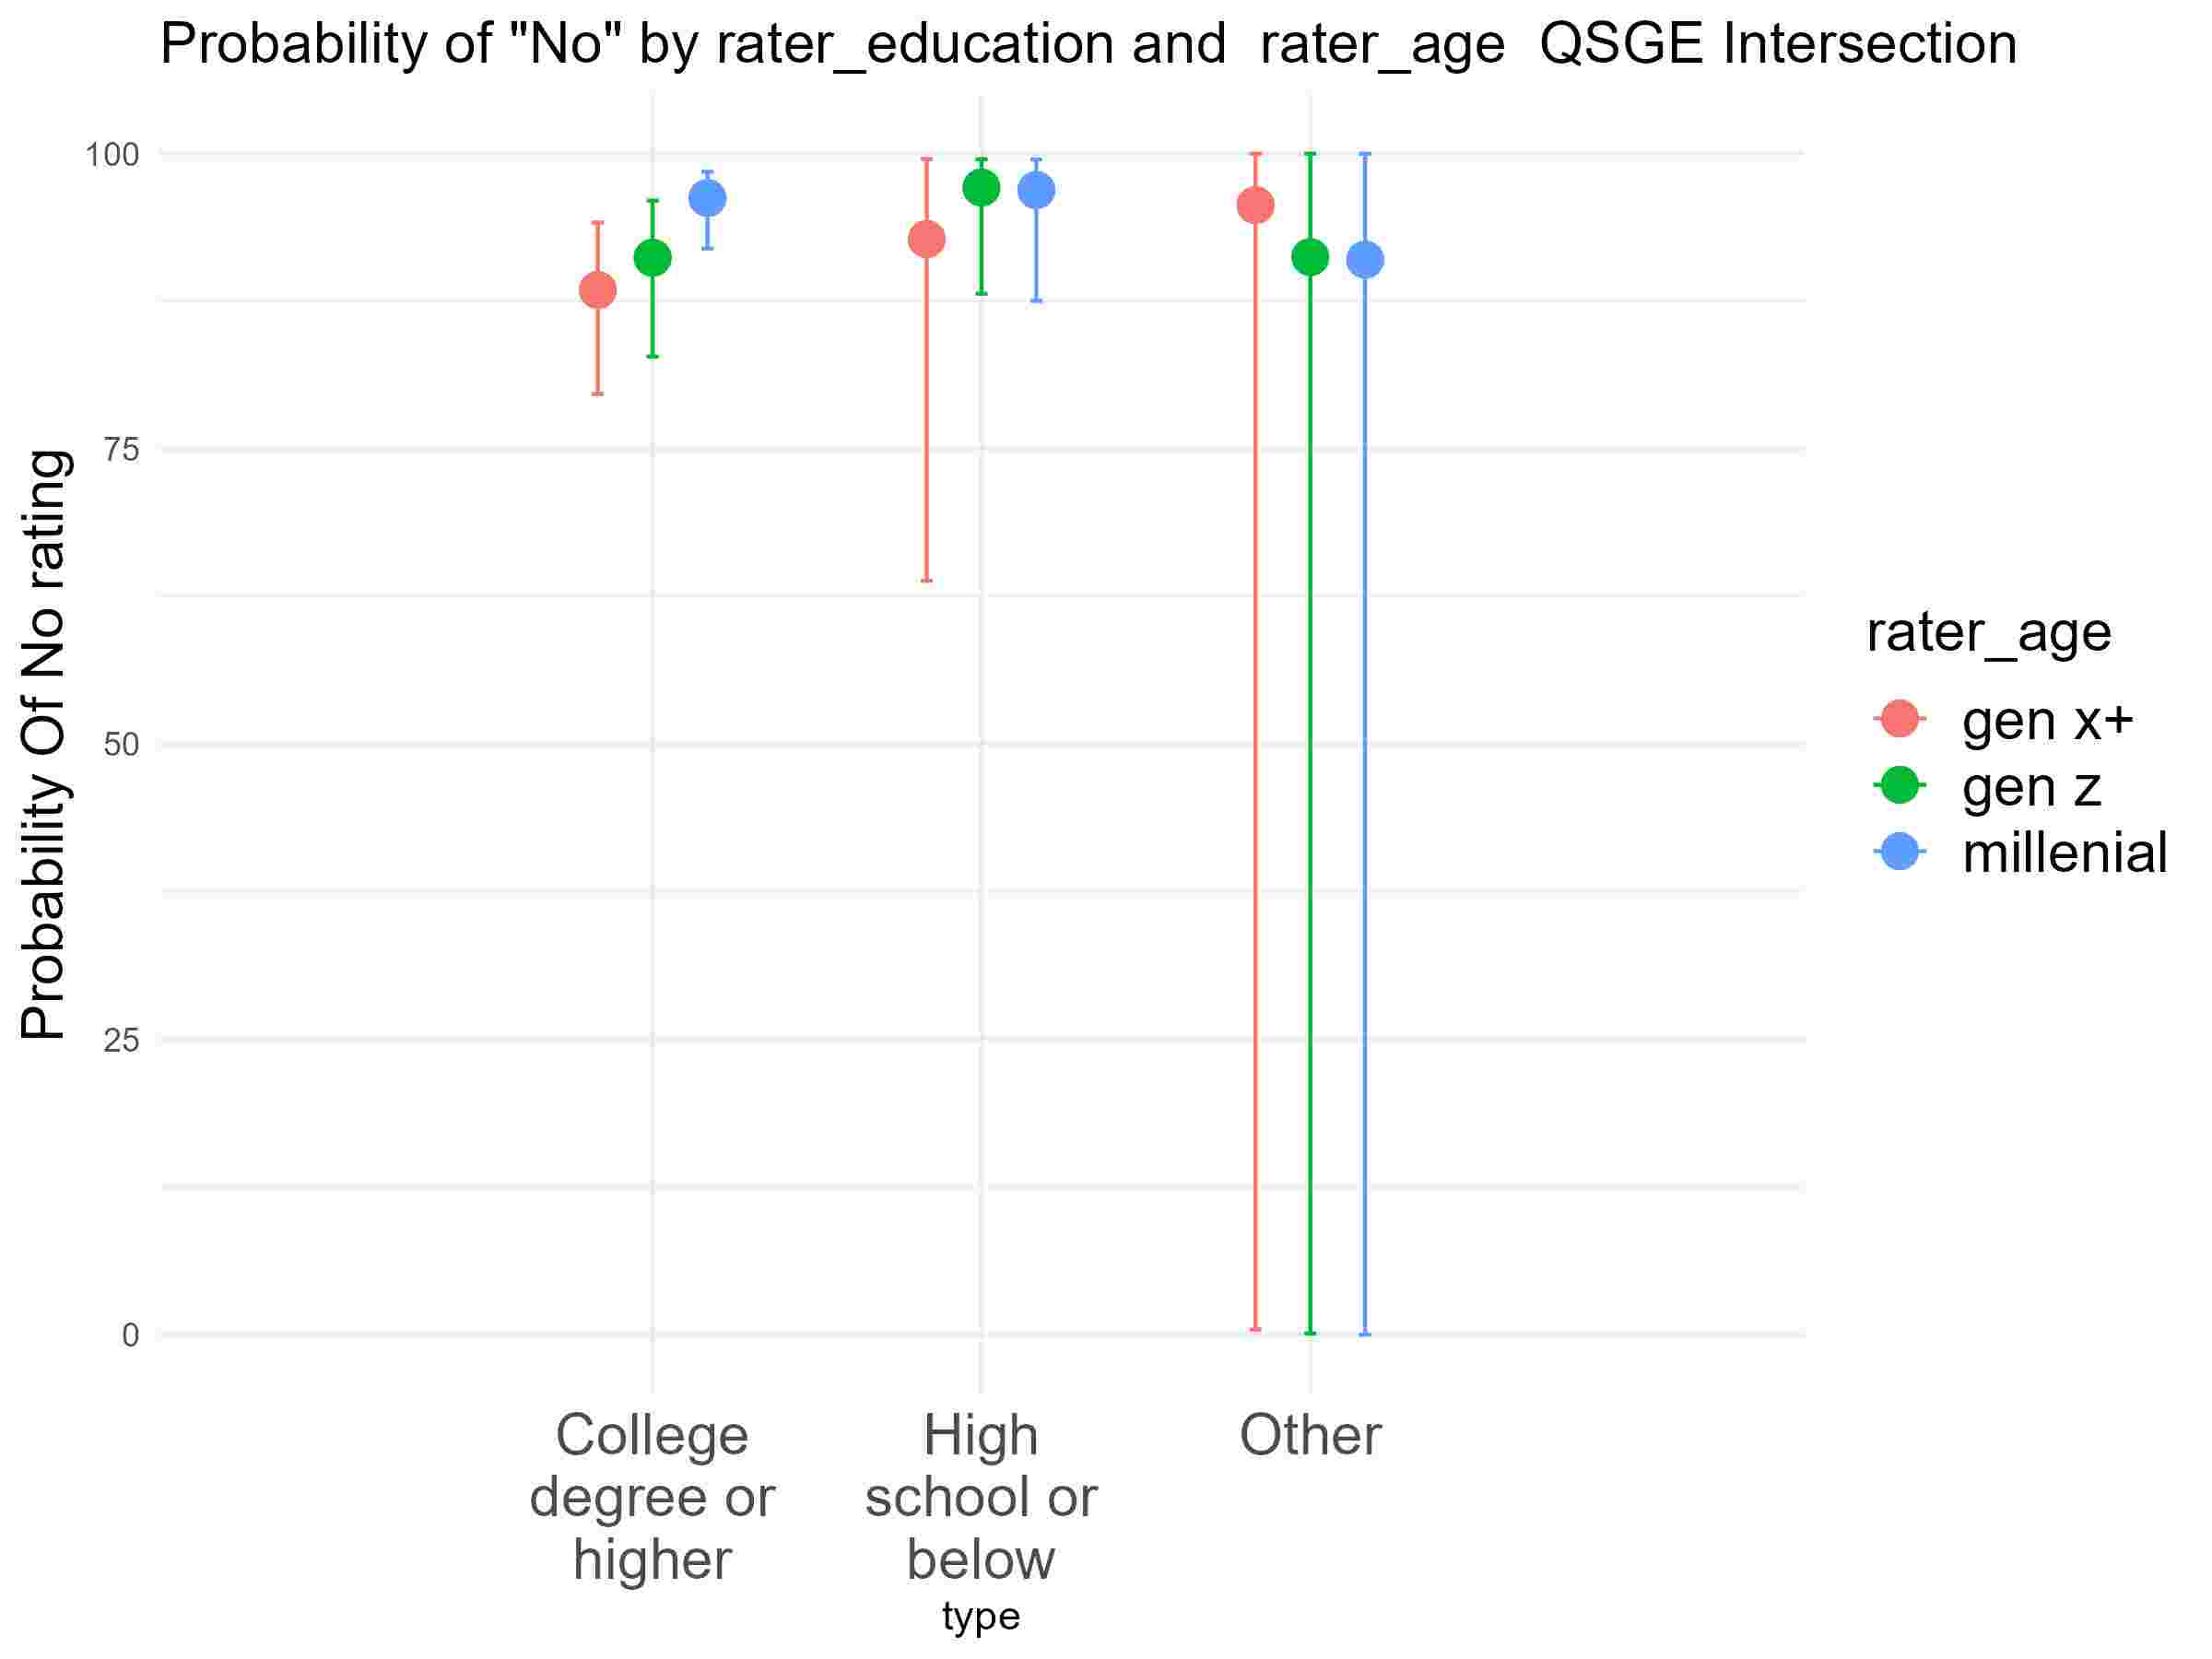 Probability of "No" by rater_education and  rater_age  QSGE Intersection
Probability Of No rating
100
75
50
25
0
College
degree or
higher
High
school or
below
Other
type
rater_age
gen x+
gen z
millenial